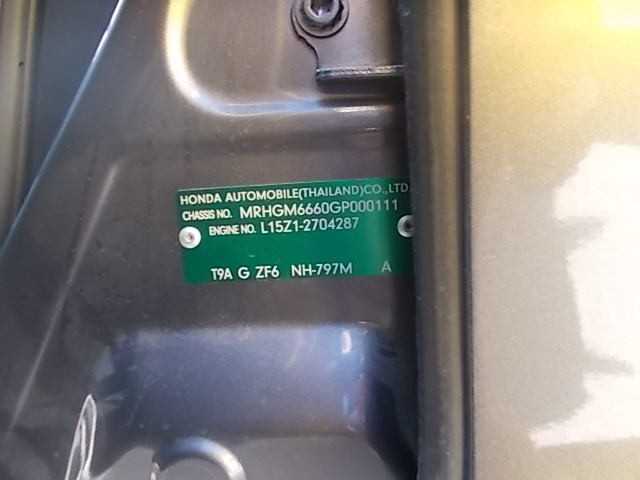 HONDA AUTOMOBILE(THAILAND)CO.,LTD.
CHASSIS NO. MRHGM6660GP000111
ENGINE NO. L15Z1-2704287
T9A G ZF6 NH-797M A